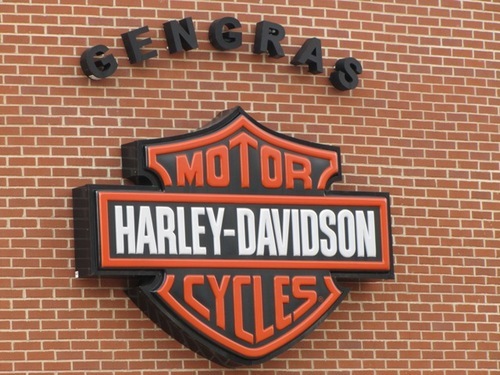 GENGRAS
MOTOR
HARLEY-DAVIDSON
CYCLES